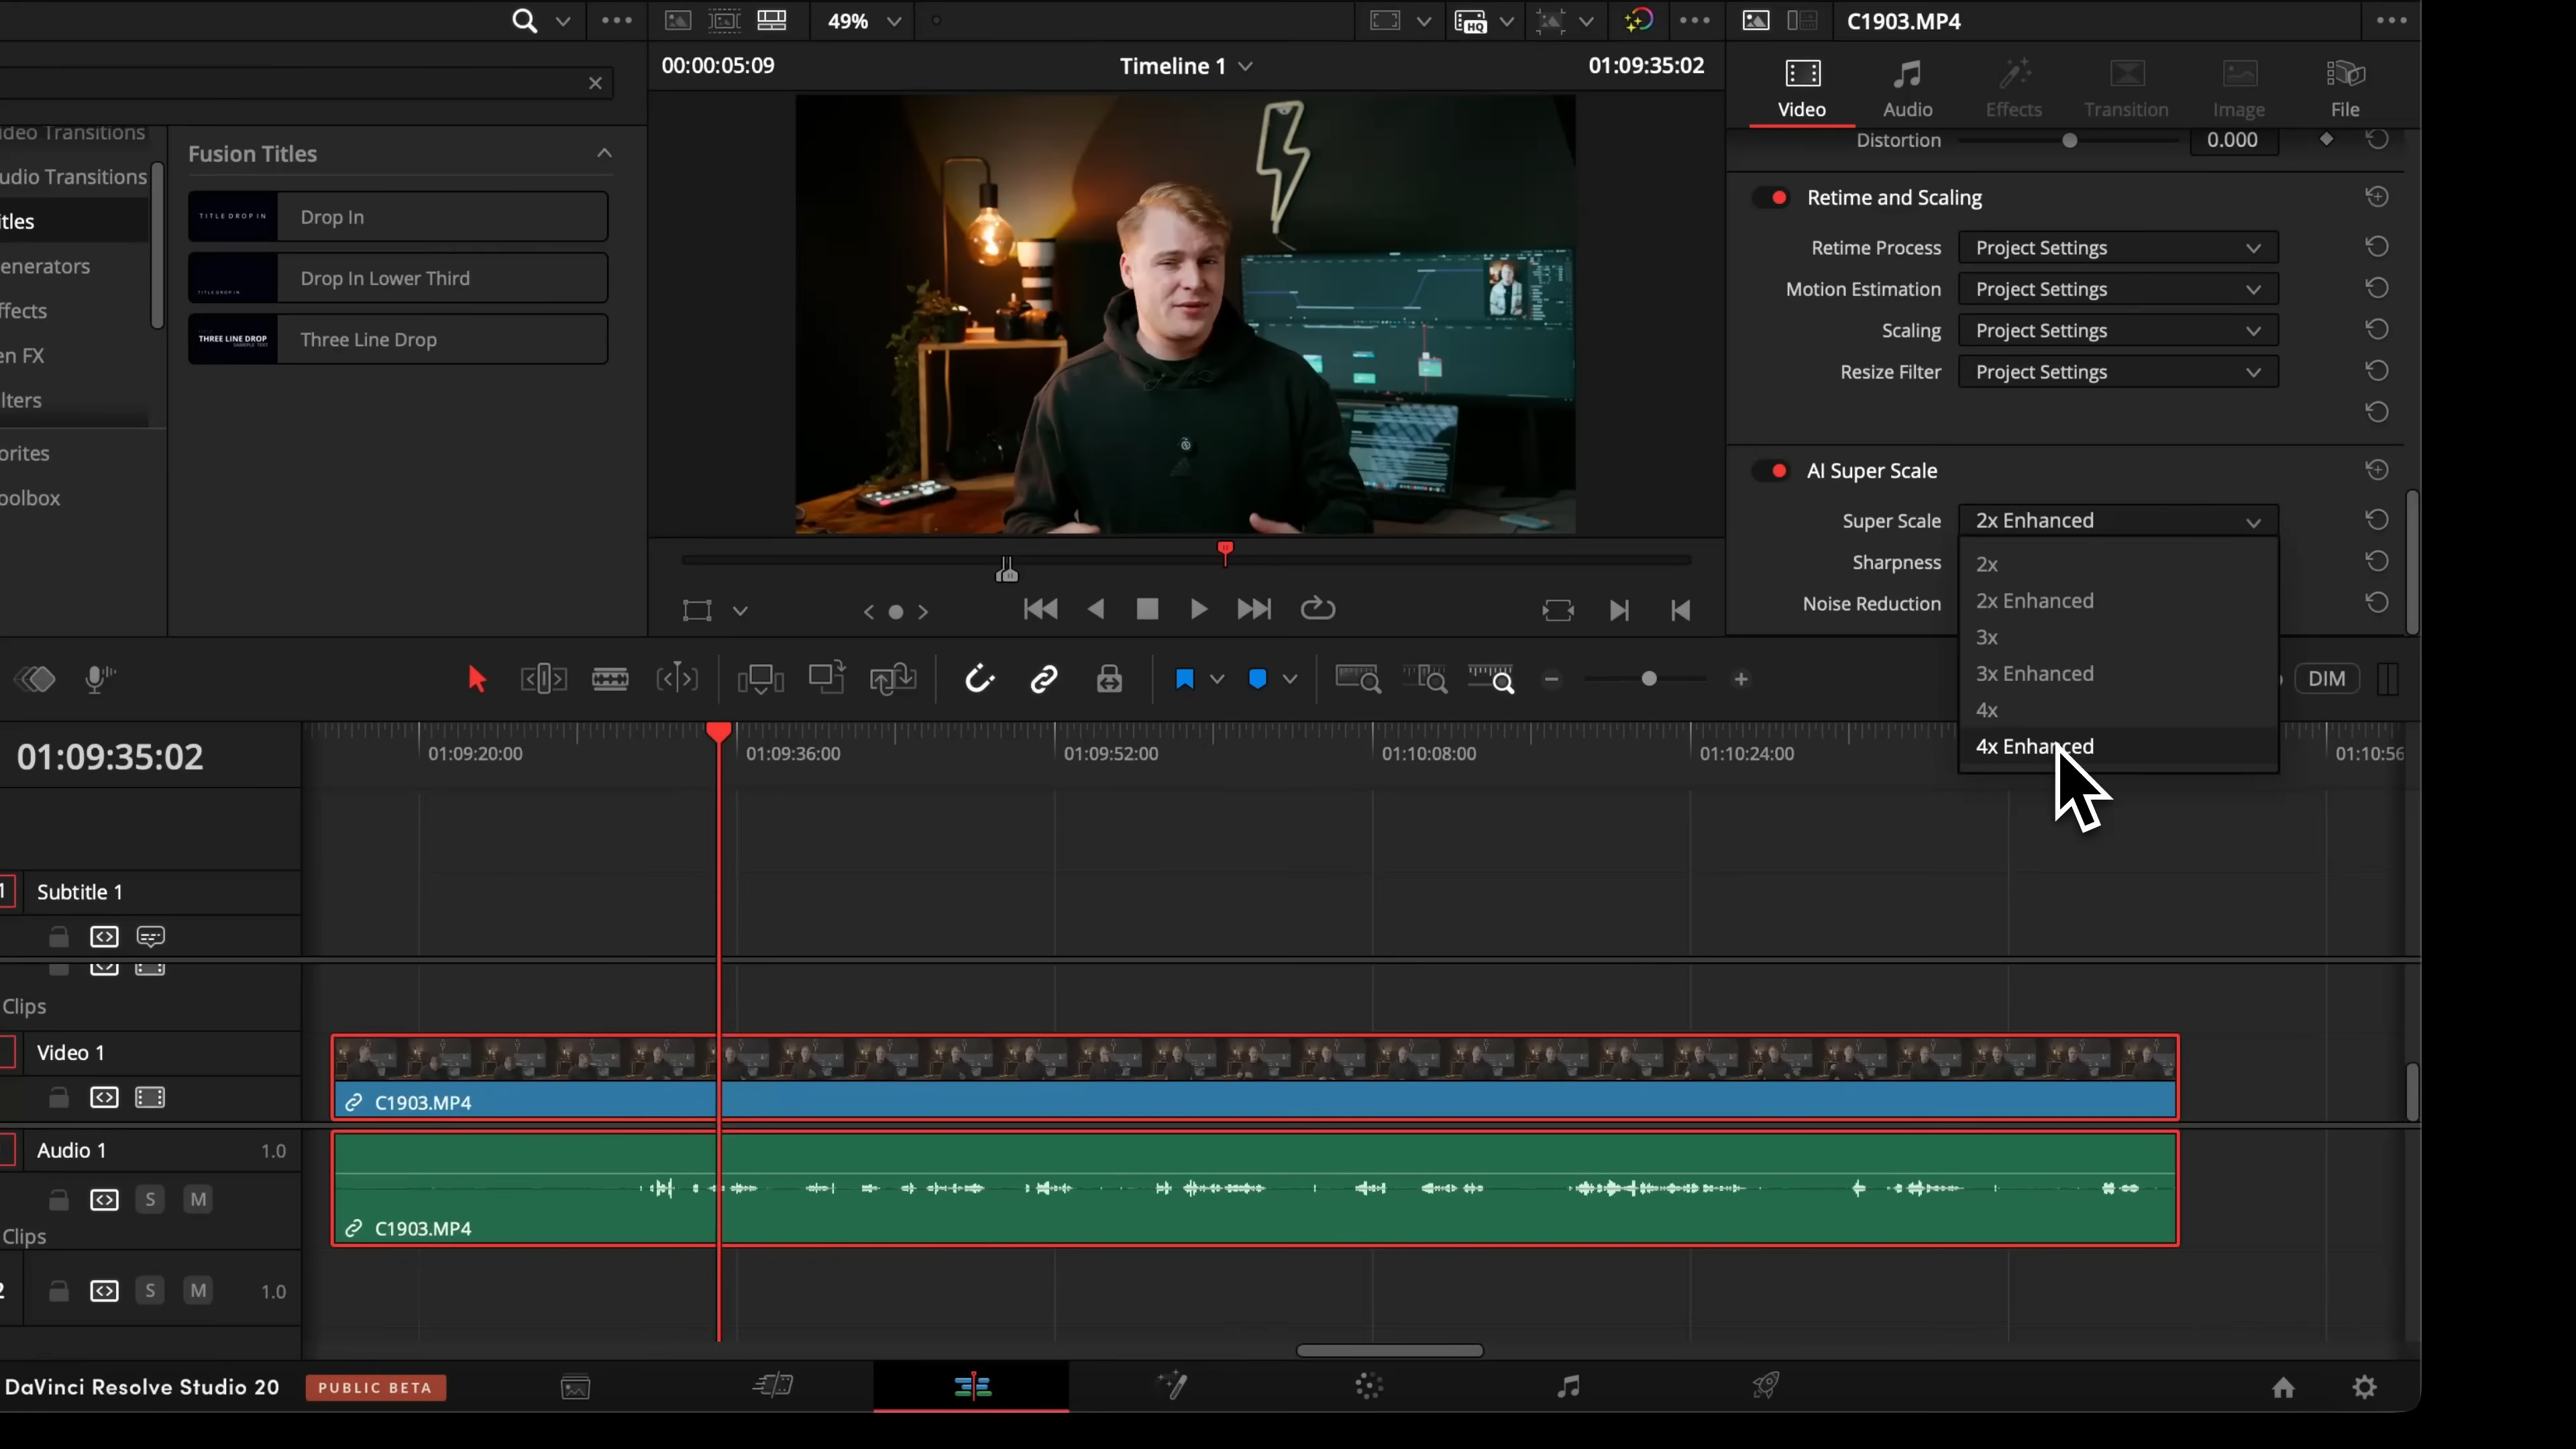 49%
C1903.MP4
00:00:05:09
Timeline 1
01:09:35:02
Video
Audio
Effects
Transition
Image
File
ideo Transitions
udio Transitions
itles
enerators
ffects
en FX
ilters
orites
oolbox
Fusion Titles
TITLE DROP IN
Drop In
Drop In Lower Third
THREE LINE DROP
Three Line Drop
Distortion
0.000
Retime and Scaling
Retime Process
Project Settings
Motion Estimation
Project Settings
Scaling
Project Settings
Resize Filter
Project Settings
AI Super Scale
Super Scale
2x Enhanced
Sharpness
Noise Reduction
2x
2x Enhanced
3x
3x Enhanced
4x
4x Enhanced
DIM
01:09:35:02
01:09:20:00
01:09:36:00
01:09:52:00
01:10:08:00
01:10:24:00
01:10:56
1
Subtitle 1
Clips
Video 1
C1903.MP4
Audio 1
1.0
S
M
Clips
C1903.MP4
2
S
M
1.0
DaVinci Resolve Studio 20
PUBLIC BETA